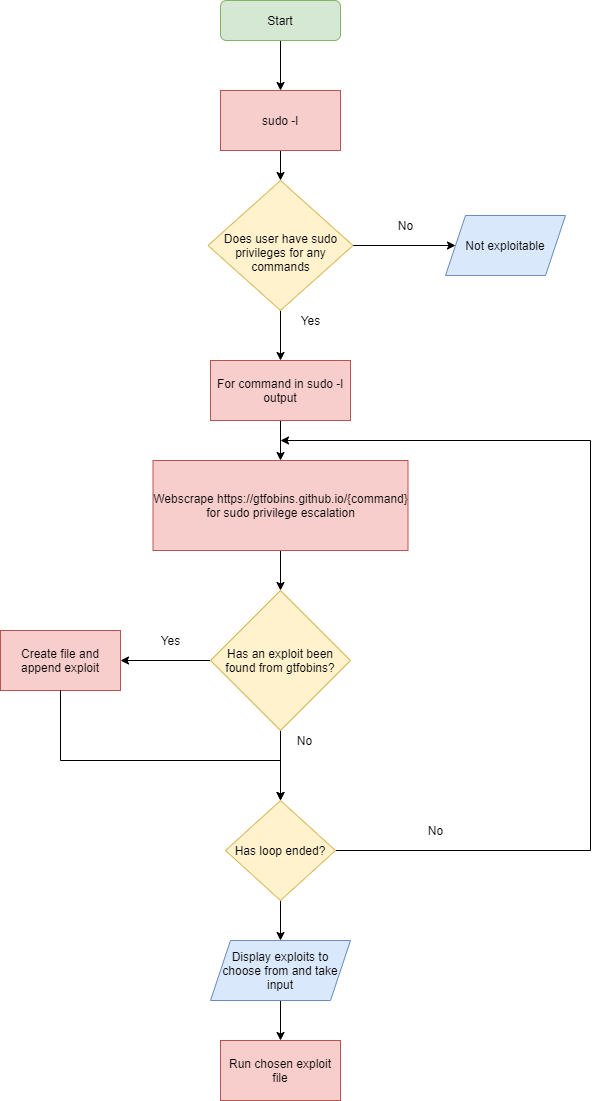 Start
sudo -l
Does user have sudo
privileges for any
commands
No
Not exploitable
Yes
For command in sudo -l
output
Webscrape https://gtfobins.github.io/{command}
for sudo privilege escalation
Yes
Create file and
append exploit
Has an exploit been
found from gtfobins?
No
Has loop ended?
No
Display exploits to
choose from and take
input
Run chosen exploit
file